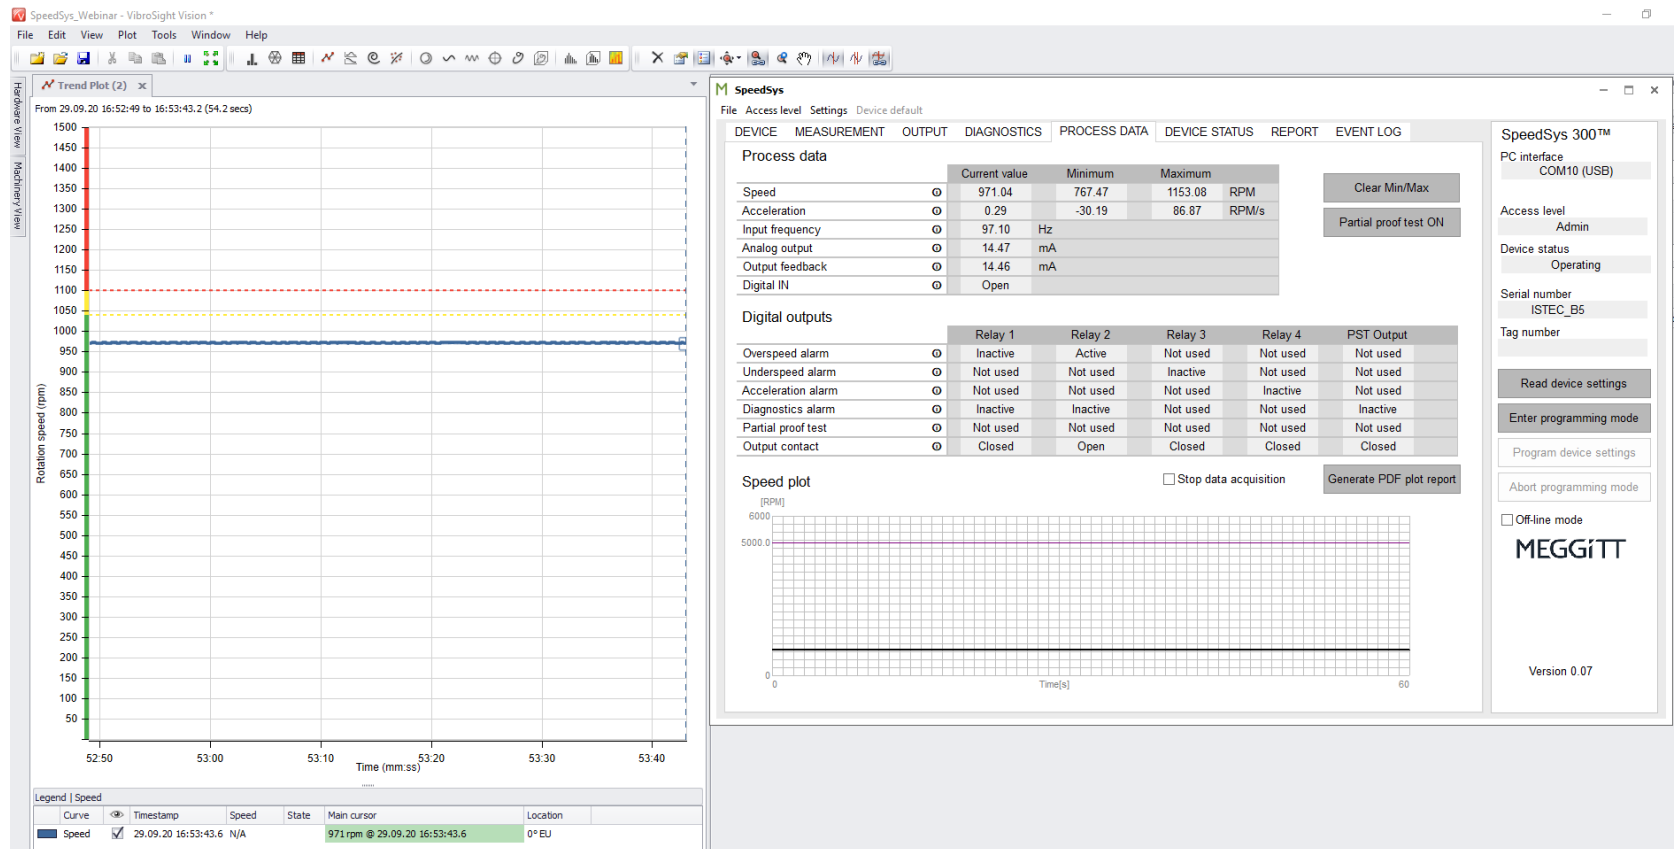 SpeedSys_Webinar - VibroSight Vision *
File Edit View Plot Tools Window Help
Hardware View
Machinery View
Trend Plot (2)
From 29.09.20 16:52:49 to 16:53:43.2 (54.2 secs)
1500
1450
1400
1350
1300
1250
1200
1150
1100
1050
1000
950
900
850
800
750
700
650
600
550
500
450
400
350
300
250
200
150
100
50
Rotation speed (rpm)
52:50 53:00 53:10 53:20 53:30 53:40
Time (mm:ss)
Legend | Speed
Curve Timestamp Speed State Main cursor Location
Speed 29.09.20 16:53:43.6 N/A 971 rpm @ 29.09.20 16:53:43.6 0° EU
SpeedSys
File Access level Settings Device default
DEVICE MEASUREMENT OUTPUT DIAGNOSTICS PROCESS DATA DEVICE STATUS REPORT EVENT LOG
Process data
Current value Minimum Maximum
Speed 971.04 767.47 1153.08 RPM
Acceleration 0.29 -30.19 86.87 RPM/s
Input frequency 97.10 Hz
Analog output 14.47 mA
Output feedback 14.46 mA
Digital IN Open
Clear Min/Max
Partial proof test ON
Digital outputs
Relay 1 Relay 2 Relay 3 Relay 4 PST Output
Overspeed alarm Inactive Active Not used Not used Not used
Underspeed alarm Not used Not used Inactive Not used Not used
Acceleration alarm Not used Not used Not used Inactive Not used
Diagnostics alarm Inactive Inactive Not used Not used Inactive
Partial proof test Not used Not used Not used Not used Not used
Output contact Closed Open Closed Closed Closed
Speed plot
Stop data acquisition
Generate PDF plot report
[RPM]
6000
5000.0
0
0 Time[s] 60
SpeedSys 300™
PC interface
COM10 (USB)
Access level
Admin
Device status
Operating
Serial number
ISTEC_B5
Tag number
Read device settings
Enter programming mode
Program device settings
Abort programming mode
Off-line mode
MEGGiTT
Version 0.07